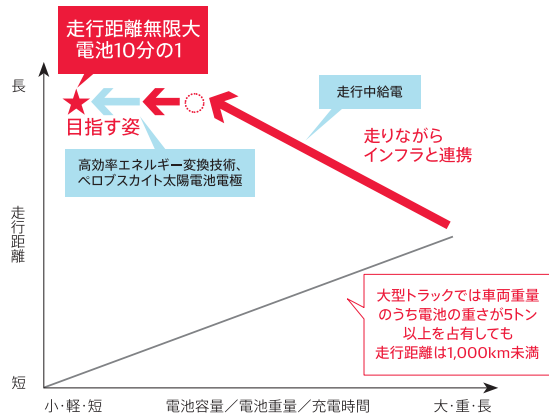 走行距離無限大
電池10分の1
長
走行中給電
目指す姿
走りながら
インフラと連携
高効率エネルギー変換技術、
ペロブスカイト太陽電池電極
走行距離
大型トラックでは車両重量
のうち電池の重さが5トン
以上を占有しても
走行距離は1,000km未満
短
小・軽・短
電池容量／電池重量／充電時間
大・重・長